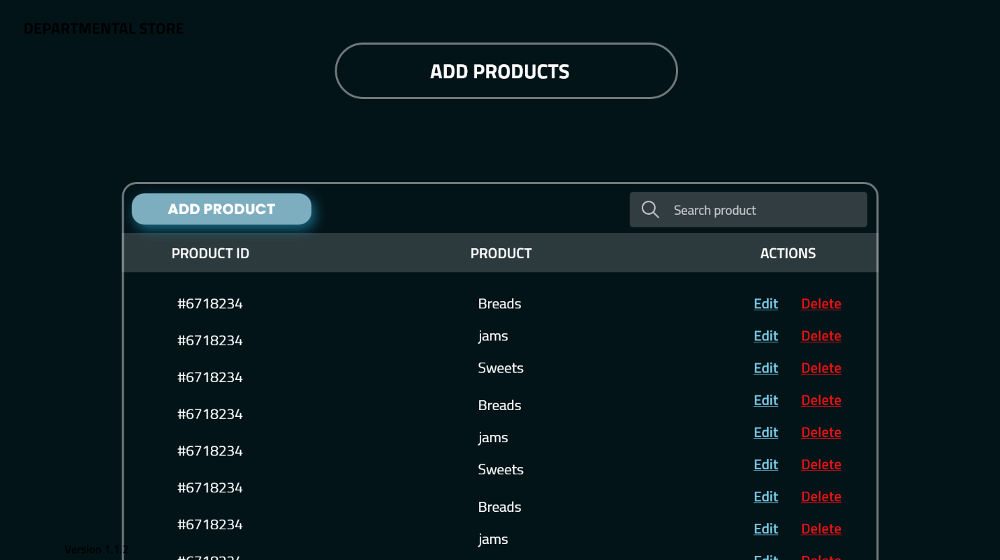 DEPARTMENTAL STORE
ADD PRODUCTS
ADD PRODUCT
Search product
PRODUCT ID PRODUCT ACTIONS
#6718234 Breads Edit Delete
#6718234 jams Edit Delete
#6718234 Sweets Edit Delete
#6718234 Breads Edit Delete
#6718234 jams Edit Delete
#6718234 Sweets Edit Delete
#6718234 Breads Edit Delete
#6718234 jams Edit Delete
Edit Delete
Version 1.1.2